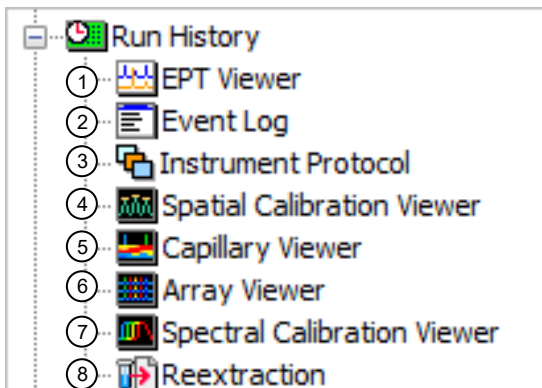 Run History
1 EPT Viewer
2 Event Log
3 Instrument Protocol
4 Spatial Calibration Viewer
5 Capillary Viewer
6 Array Viewer
7 Spectral Calibration Viewer
8 Reextraction